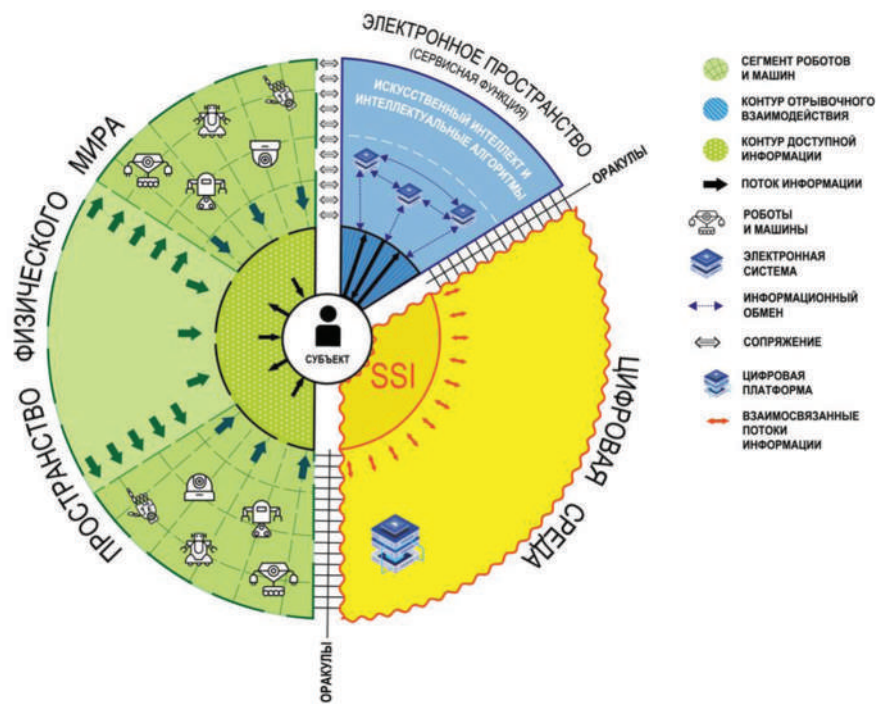 ЭЛЕКТРОННОЕ ПРОСТРАНСТВО
(СЕРВИСНАЯ ФУНКЦИЯ)
ИСКУССТВЕННЫЙ ИНТЕЛЛЕКТ И
ИНТЕЛЛЕКТУАЛЬНЫЕ АЛГОРИТМЫ
ОРАКУЛЫ
ПРОСТРАНСТВО ФИЗИЧЕСКОГО МИРА
СУБЪЕКТ
SSI
ЦИФРОВАЯ СРЕДА
ОРАКУЛЫ
СЕГМЕНТ РОБОТОВ
И МАШИН
КОНТУР ОТРЫВОЧНОГО
ВЗАИМОДЕЙСТВИЯ
КОНТУР ДОСТУПНОЙ
ИНФОРМАЦИИ
ПОТОК ИНФОРМАЦИИ
РОБОТЫ
И МАШИНЫ
ЭЛЕКТРОННАЯ
СИСТЕМА
ИНФОРМАЦИОННЫЙ
ОБМЕН
СОПРЯЖЕНИЕ
ЦИФРОВАЯ
ПЛАТФОРМА
ВЗАИМОСВЯЗАННЫЕ
ПОТОКИ
ИНФОРМАЦИИ